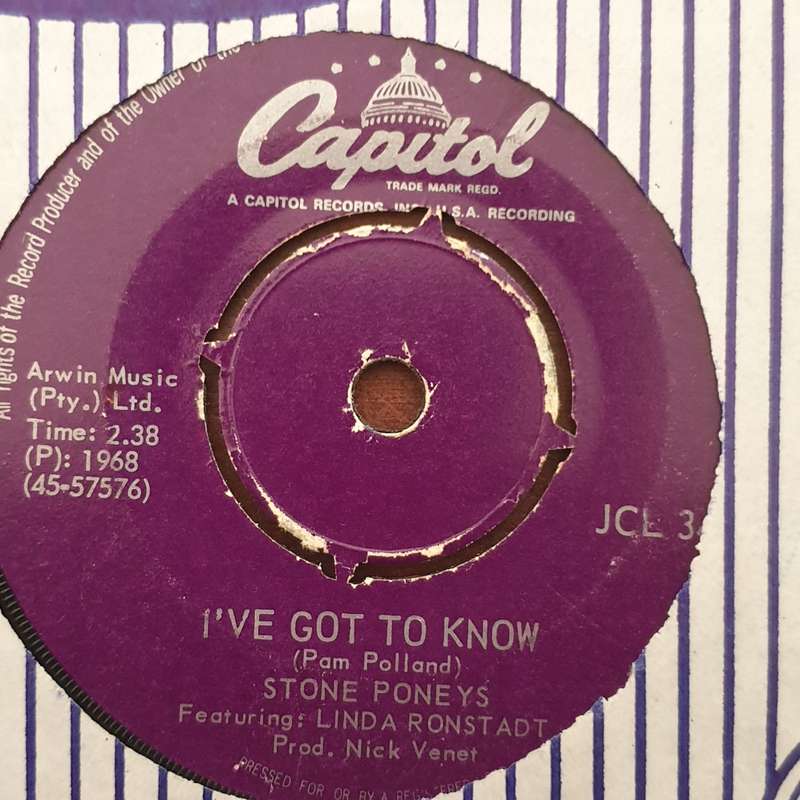 All rights of the Record Producer and of the Owner of the
Capitol
TRADE MARK REGD.
A CAPITOL RECORDS, INC. U.S.A. RECORDING
Arwin Music
(Pty.) Ltd.
Time: 2.38
(P): 1968
(45-57576)
JCL 3
I'VE GOT TO KNOW
(Pam Polland)
STONE PONEYS
Featuring: LINDA RONSTADT
Prod. Nick Venet
PRESSED FOR OR BY A REGISTERED